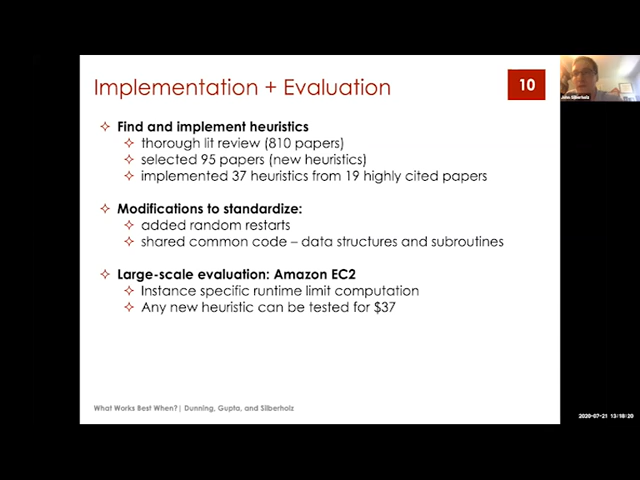 Implementation + Evaluation
10
Find and implement heuristics
thorough lit review (810 papers)
selected 95 papers (new heuristics)
implemented 37 heuristics from 19 highly cited papers
Modifications to standardize:
added random restarts
shared common code – data structures and subroutines
Large-scale evaluation: Amazon EC2
Instance specific runtime limit computation
Any new heuristic can be tested for $37
What Works Best When?| Dunning, Gupta, and Silberholz
John Silberholz
2020-07-21 13:18:20